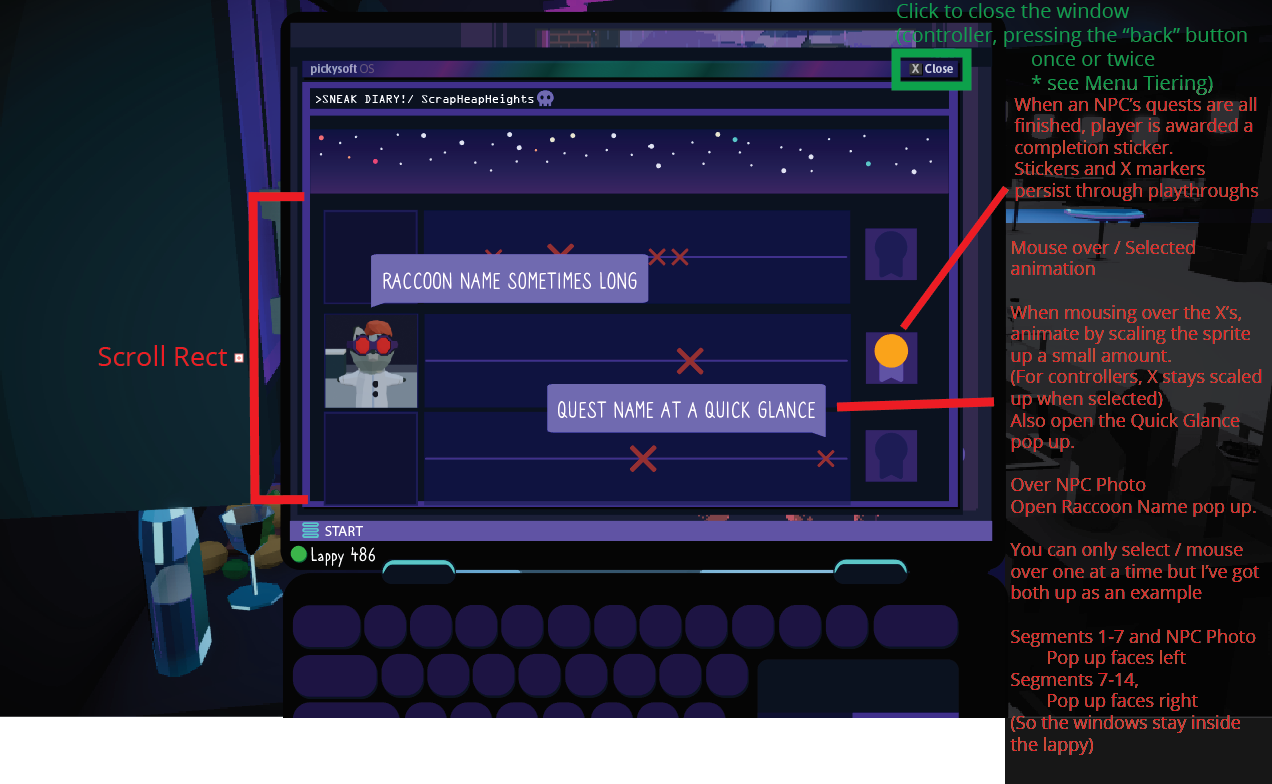 Click to close the window
(controller, pressing the “back” button
once or twice
* see Menu Tiering)
pickysoft OS
X Close
>SNEAK DIARY!/ ScrapHeapHeights
When an NPC’s quests are all
finished, player is awarded a
completion sticker.
Stickers and X markers
persist through playthroughs
RACCOON NAME SOMETIMES LONG
Scroll Rect
QUEST NAME AT A QUICK GLANCE
Mouse over / Selected
animation
When mousing over the X’s,
animate by scaling the sprite
up a small amount.
(For controllers, X stays scaled
up when selected)
Also open the Quick Glance
pop up.
Over NPC Photo
Open Raccoon Name pop up.
You can only select / mouse
over one at a time but I’ve got
both up as an example
Segments 1-7 and NPC Photo
Pop up faces left
Segments 7-14,
Pop up faces right
(So the windows stay inside
the lappy)
START
Lappy 486